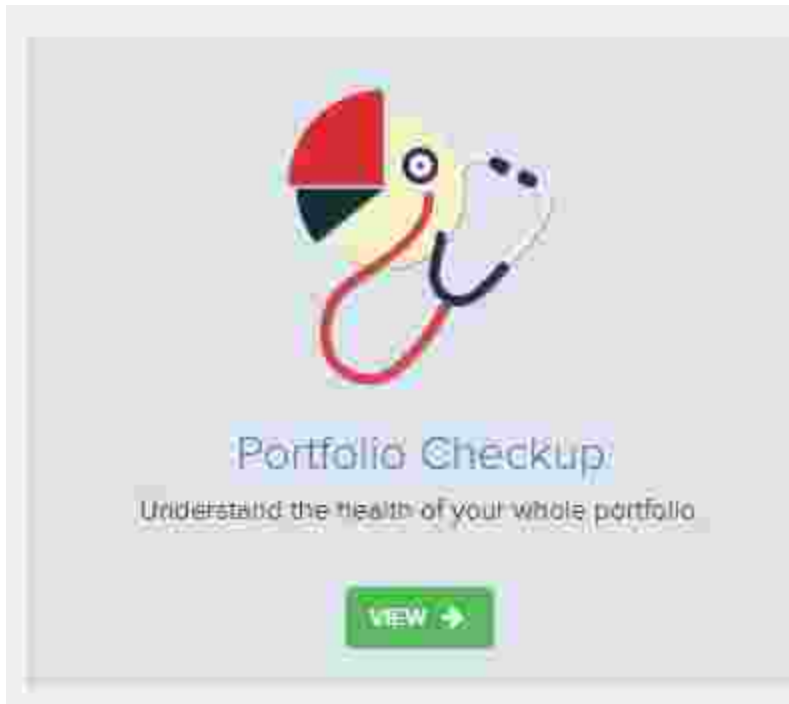 Portfolio Checkup
Understand the health of your whole portfolio
VIEW →